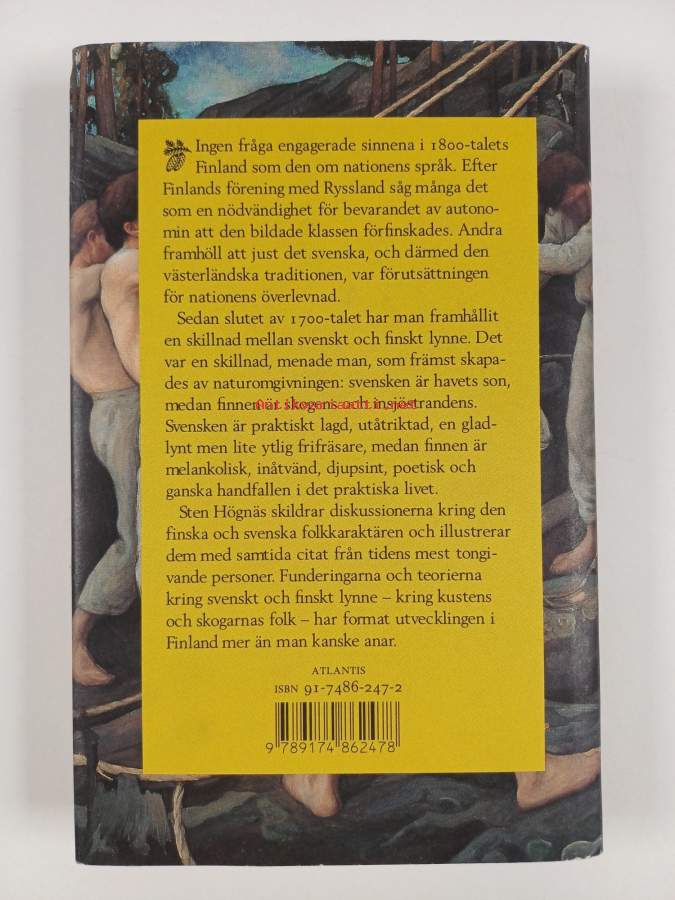 Ingen fråga engagerade sinnena i 1800-talets
Finland som den om nationens språk. Efter
Finlands förening med Ryssland såg många det
som en nödvändighet för bevarandet av autono-
min att den bildade klassen förfinskades. Andra
framhöll att just det svenska, och därmed den
västerländska traditionen, var förutsättningen
för nationens överlevnad.
Sedan slutet av 1700-talet har man framhållit
en skillnad mellan svenskt och finskt lynne. Det
var en skillnad, menade man, som främst skapa-
des av naturomgivningen: svensken är havets son,
medan finnen är skogens och insjöstrandens.
Svensken är praktiskt lagd, utåtriktad, en glad-
lynt men lite ytlig frifräsare, medan finnen är
melankolisk, inåtvänd, djupsint, poetisk och
ganska handfallen i det praktiska livet.
Sten Högnäs skildrar diskussionerna kring den
finska och svenska folkkaraktären och illustrerar
dem med samtida citat från tidens mest tongi-
vande personer. Funderingarna och teorierna
kring svenskt och finskt lynne – kring kustens
och skogarnas folk – har format utvecklingen i
Finland mer än man kanske anar.
ATLANTIS
ISBN 91-7486-247-2
9 789174 862478